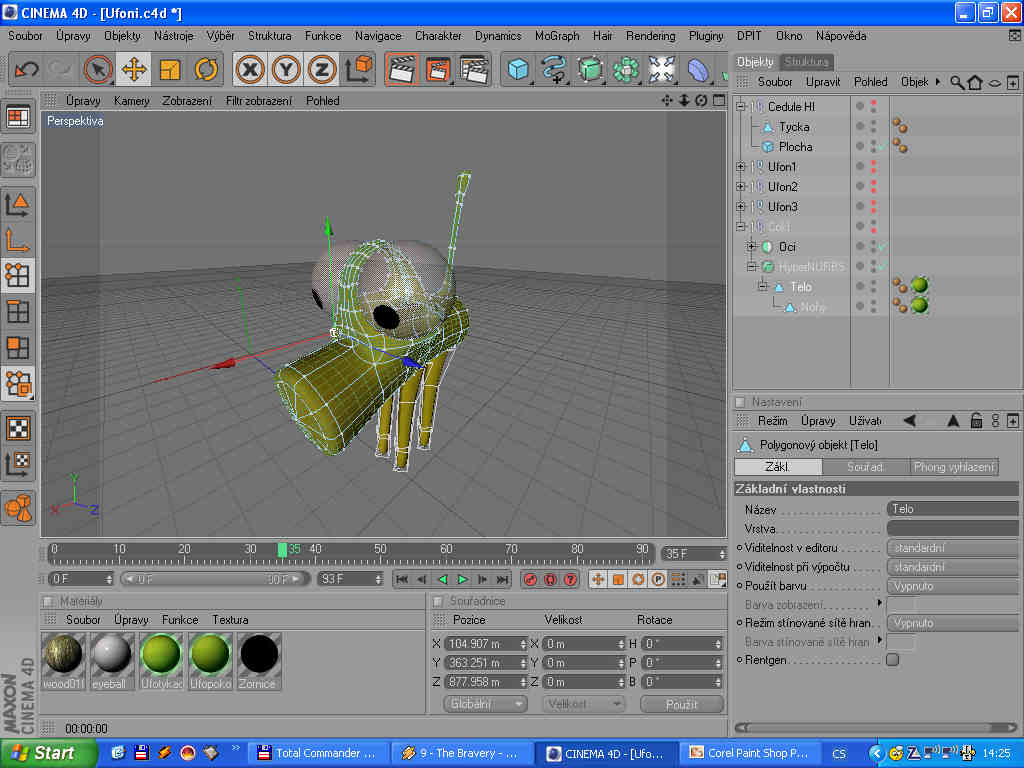 CINEMA 4D - [Ufoni.c4d *]
Soubor Úpravy Objekty Nástroje Výběr Struktura Funkce Navigace Charakter Dynamics MoGraph Hair Rendering Pluginy DPIT Okno Nápověda
X Y Z
Objekty Struktura
Soubor Upravit Pohled Objek
Úpravy Kamery Zobrazení Filtr zobrazení Pohled
Perspektiva
Cedule HI
Tycka
Plocha
Ufon1
Ufon2
Ufon3
Oci
HyperNURBS
Telo
Nohy
Y
X Z
Nastavení
Režim Úpravy Uživat
Polygonový objekt [Telo]
Zákl. Souřad. Phong vyhlazení
Základní vlastnosti
Název Telo
Vrstva
Viditelnost v editoru standardní
Viditelnost při výpočtu standardní
Použít barvu Vypnuto
Barva zobrazení
Režim stínované sítě hran Vypnuto
Barva stínované sítě hran
Rentgen
0 10 20 30 35 40 50 60 70 80 90 35 F
0 F 0 F 90 F 93 F
Materiály
Soubor Úpravy Funkce Textura
wood011 eyeball Ufotykac Ufopoko Zornice
Souřadnice
Pozice Velikost Rotace
X 104.907 m X 0 m H 0 °
Y 363.251 m Y 0 m P 0 °
Z 877.958 m Z 0 m B 0 °
Globální Velikost Použít
MAXON
CINEMA 4D
00:00:00
Start Total Commander ... 9 - The Bravery - ... CINEMA 4D - [Ufo... Corel Paint Shop P... CS 14:25